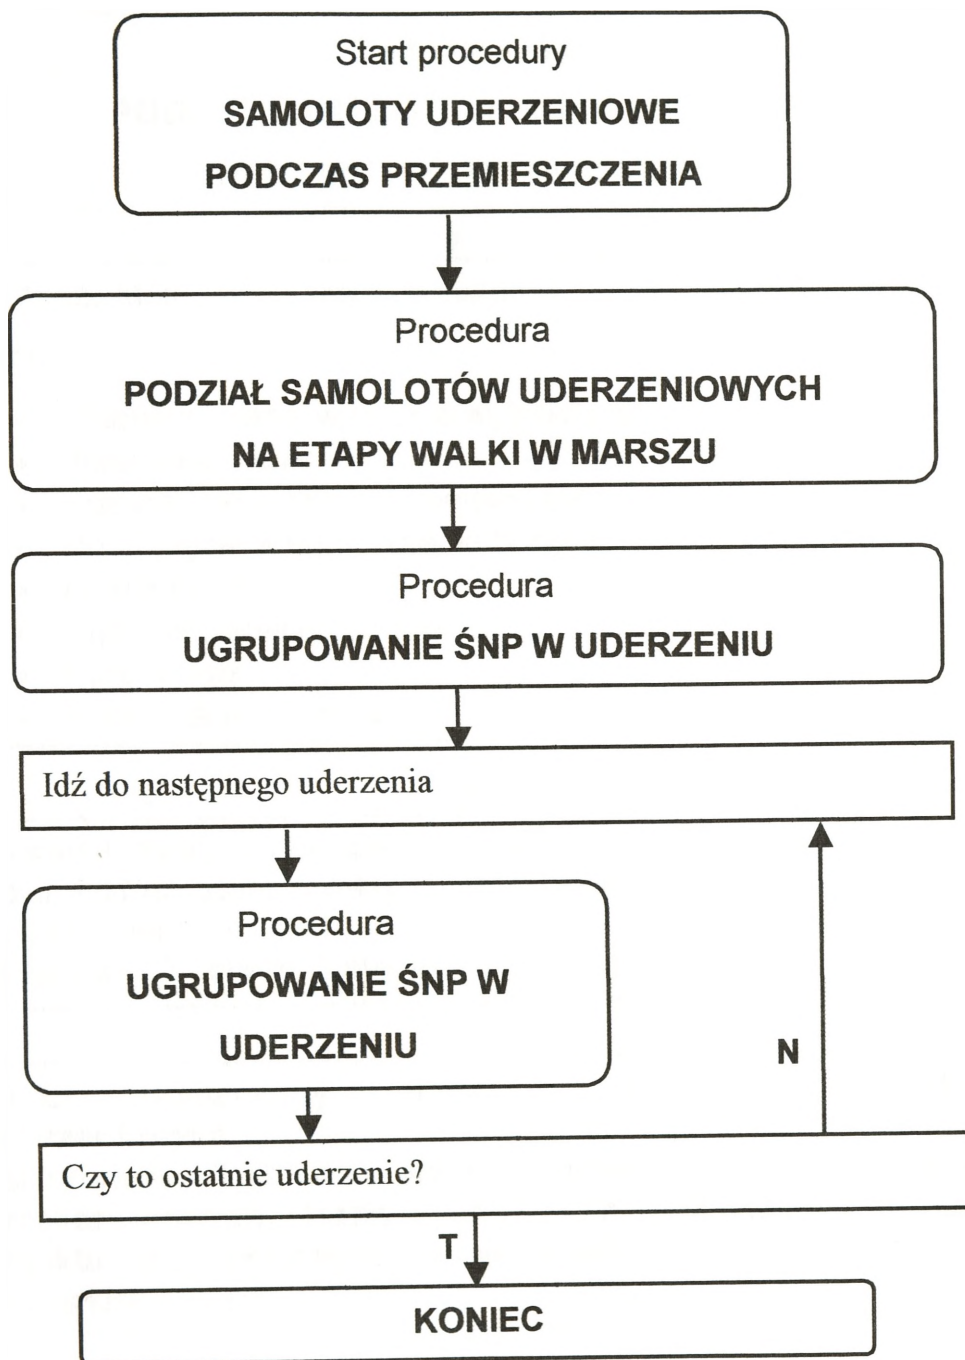 Start procedury
SAMOLOTY UDERZENIOWE
PODCZAS PRZEMIESZCZENIA
Procedura
PODZIAŁ SAMOLOTÓW UDERZENIOWYCH
NA ETAPY WALKI W MARSZU
Procedura
UGRUPOWANIE ŚNP W UDERZENIU
Idź do następnego uderzenia
Procedura
UGRUPOWANIE ŚNP W
UDERZENIU
N
Czy to ostatnie uderzenie?
T
KONIEC